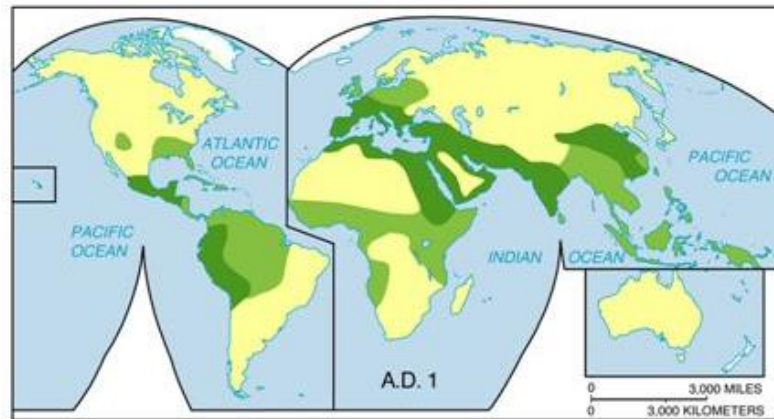 ATLANTIC
OCEAN
PACIFIC
OCEAN
PACIFIC
OCEAN
INDIAN OCEAN
A.D. 1
0 3,000 MILES
0 3,000 KILOMETERS